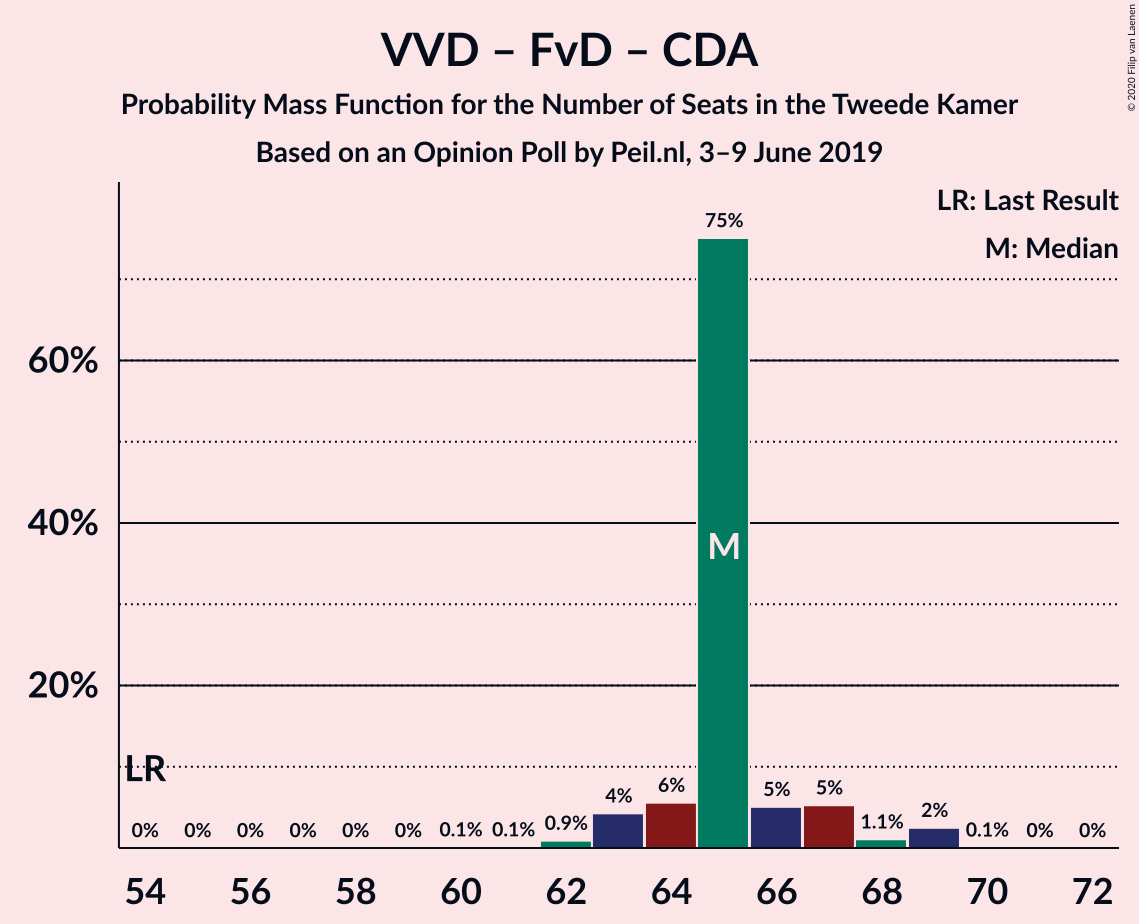 VVD – FvD – CDA
Probability Mass Function for the Number of Seats in the Tweede Kamer
Based on an Opinion Poll by Peil.nl, 3–9 June 2019
© 2020 Filip van Laenen
LR: Last Result
M: Median
75%
60%
40%
M
20%
LR
0% 0% 0% 0% 0% 0% 0.1% 0.1% 0.9% 4% 6% 5% 5% 1.1% 2% 0.1% 0% 0%
54 56 58 60 62 64 66 68 70 72